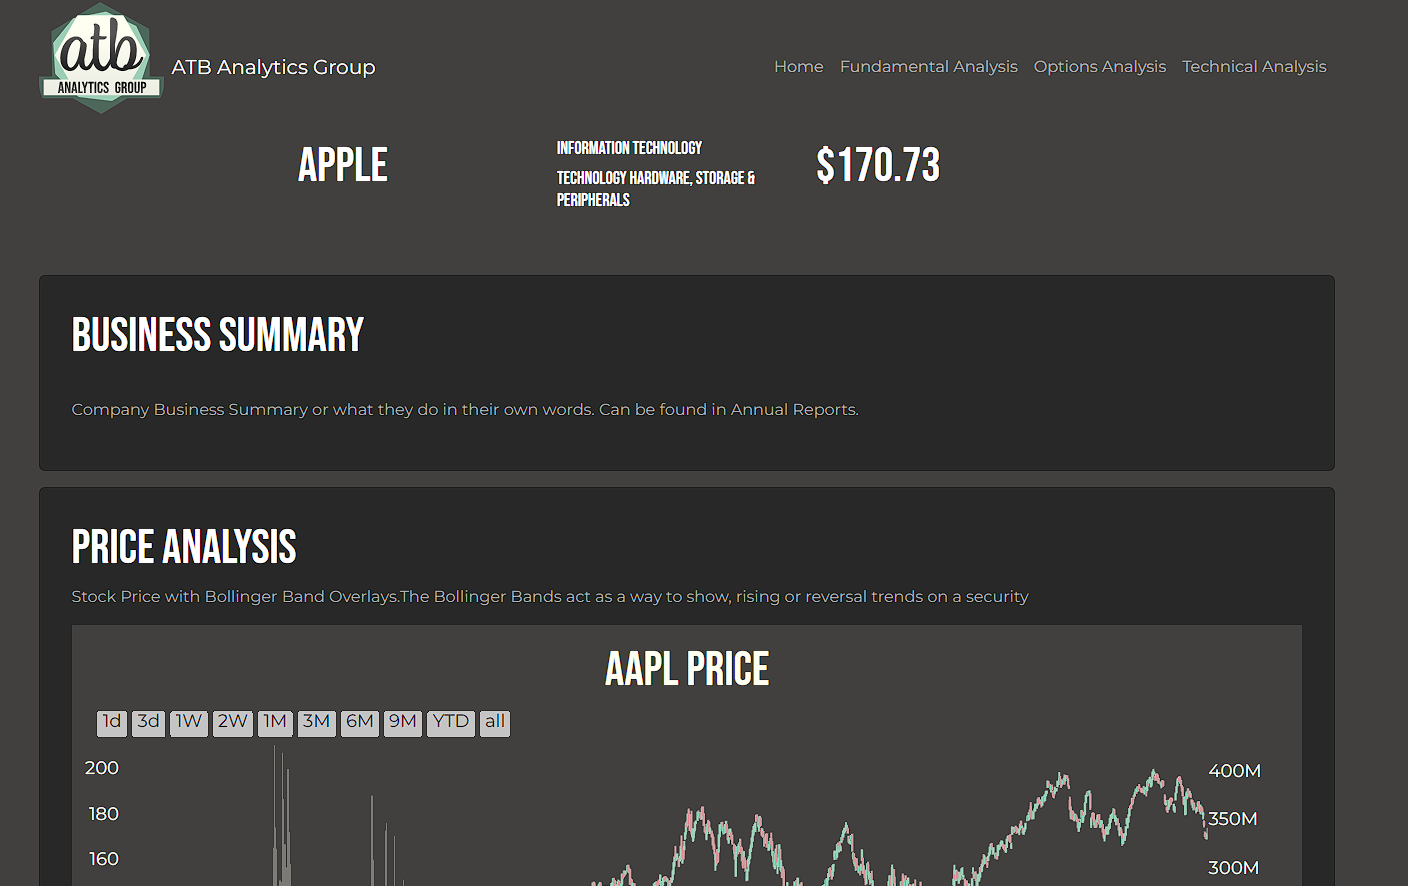 atb
ANALYTICS GROUP
ATB Analytics Group
Home Fundamental Analysis Options Analysis Technical Analysis
APPLE
INFORMATION TECHNOLOGY
TECHNOLOGY HARDWARE, STORAGE &
PERIPHERALS
$170.73
BUSINESS SUMMARY
Company Business Summary or what they do in their own words. Can be found in Annual Reports.
PRICE ANALYSIS
Stock Price with Bollinger Band Overlays.The Bollinger Bands act as a way to show, rising or reversal trends on a security
AAPL PRICE
1d 3d 1W 2W 1M 3M 6M 9M YTD all
200
180
160
400M
350M
300M